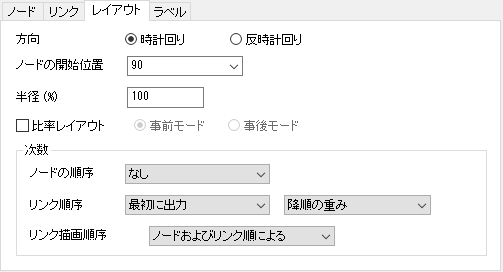 ノード リンク レイアウト ラベル
方向 時計回り 反時計回り
ノードの開始位置 90
半径 (%) 100
比率レイアウト 事前モード 事後モード
次数
ノードの順序 なし
リンク順序 最初に出力 降順の重み
リンク描画順序 ノードおよびリンク順による